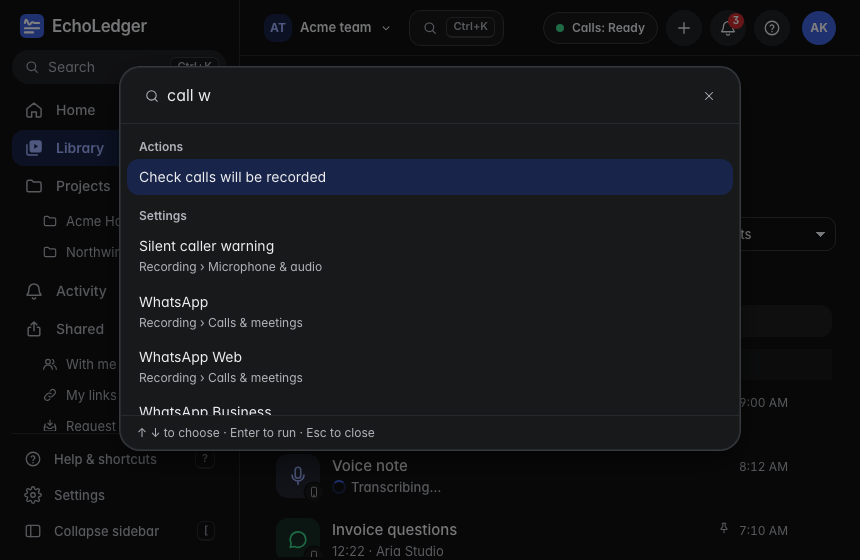 EchoLedger
AT Acme team
Ctrl+K
Calls: Ready
3
AK
Search
Ctrl+K
Home
Library
Projects
Acme Ho
Northwin
Activity
Shared
With me
My links
Request
Help & shortcuts ?
Settings
Collapse sidebar [
call w
Actions
Check calls will be recorded
Settings
Silent caller warning
Recording › Microphone & audio
WhatsApp
Recording › Calls & meetings
WhatsApp Web
Recording › Calls & meetings
WhatsApp Business
↑ ↓ to choose · Enter to run · Esc to close
ts
9:00 AM
Voice note
8:12 AM
Transcribing...
Invoice questions
7:10 AM
12:22 · Aria Studio